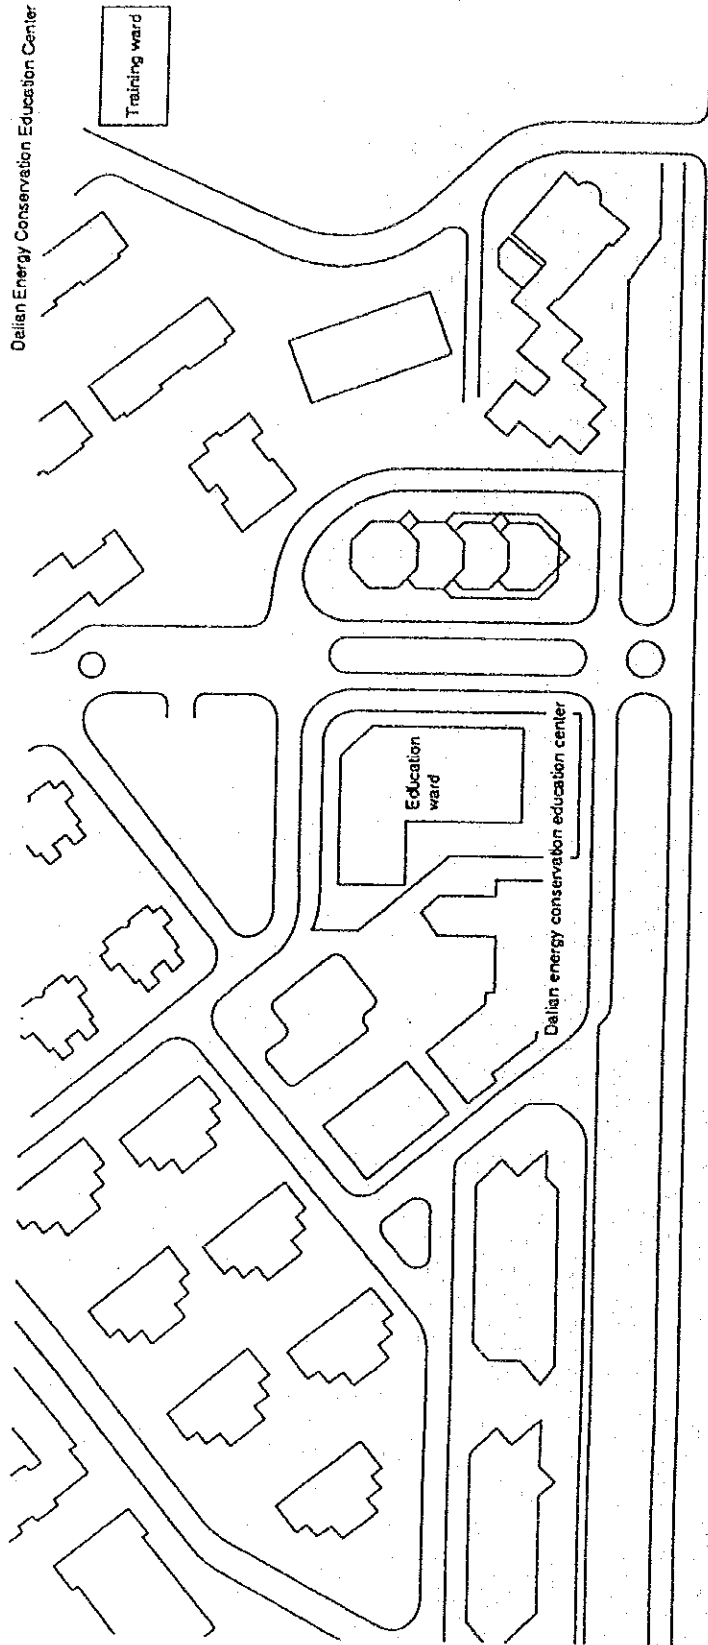 Dalian Energy Conservation Education Center
Training ward
Education
ward
Dalian energy conservation education center